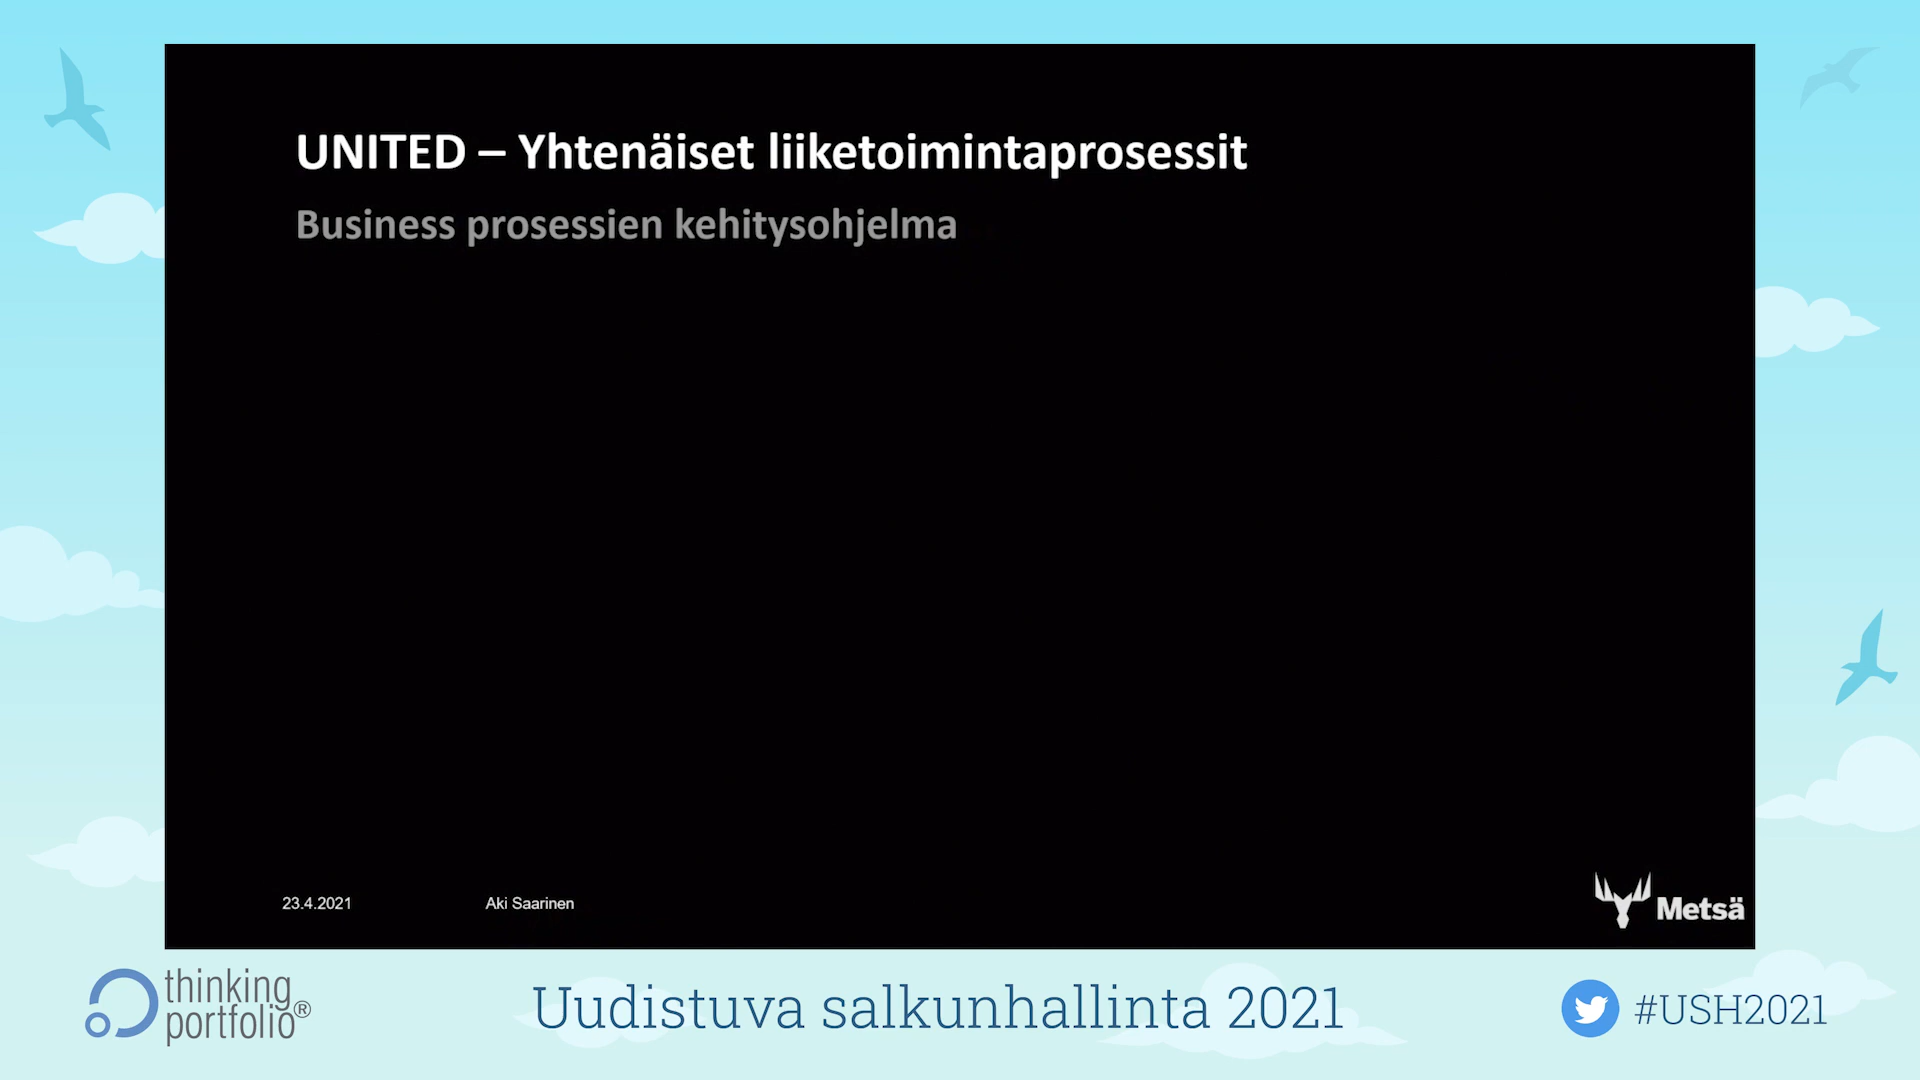 UNITED – Yhtenäiset liiketoimintaprosessit
Business prosessien kehitysohjelma
23.4.2021
Aki Saarinen
Metsä
thinking
portfolio®
Uudistuva salkunhallinta 2021
#USH2021